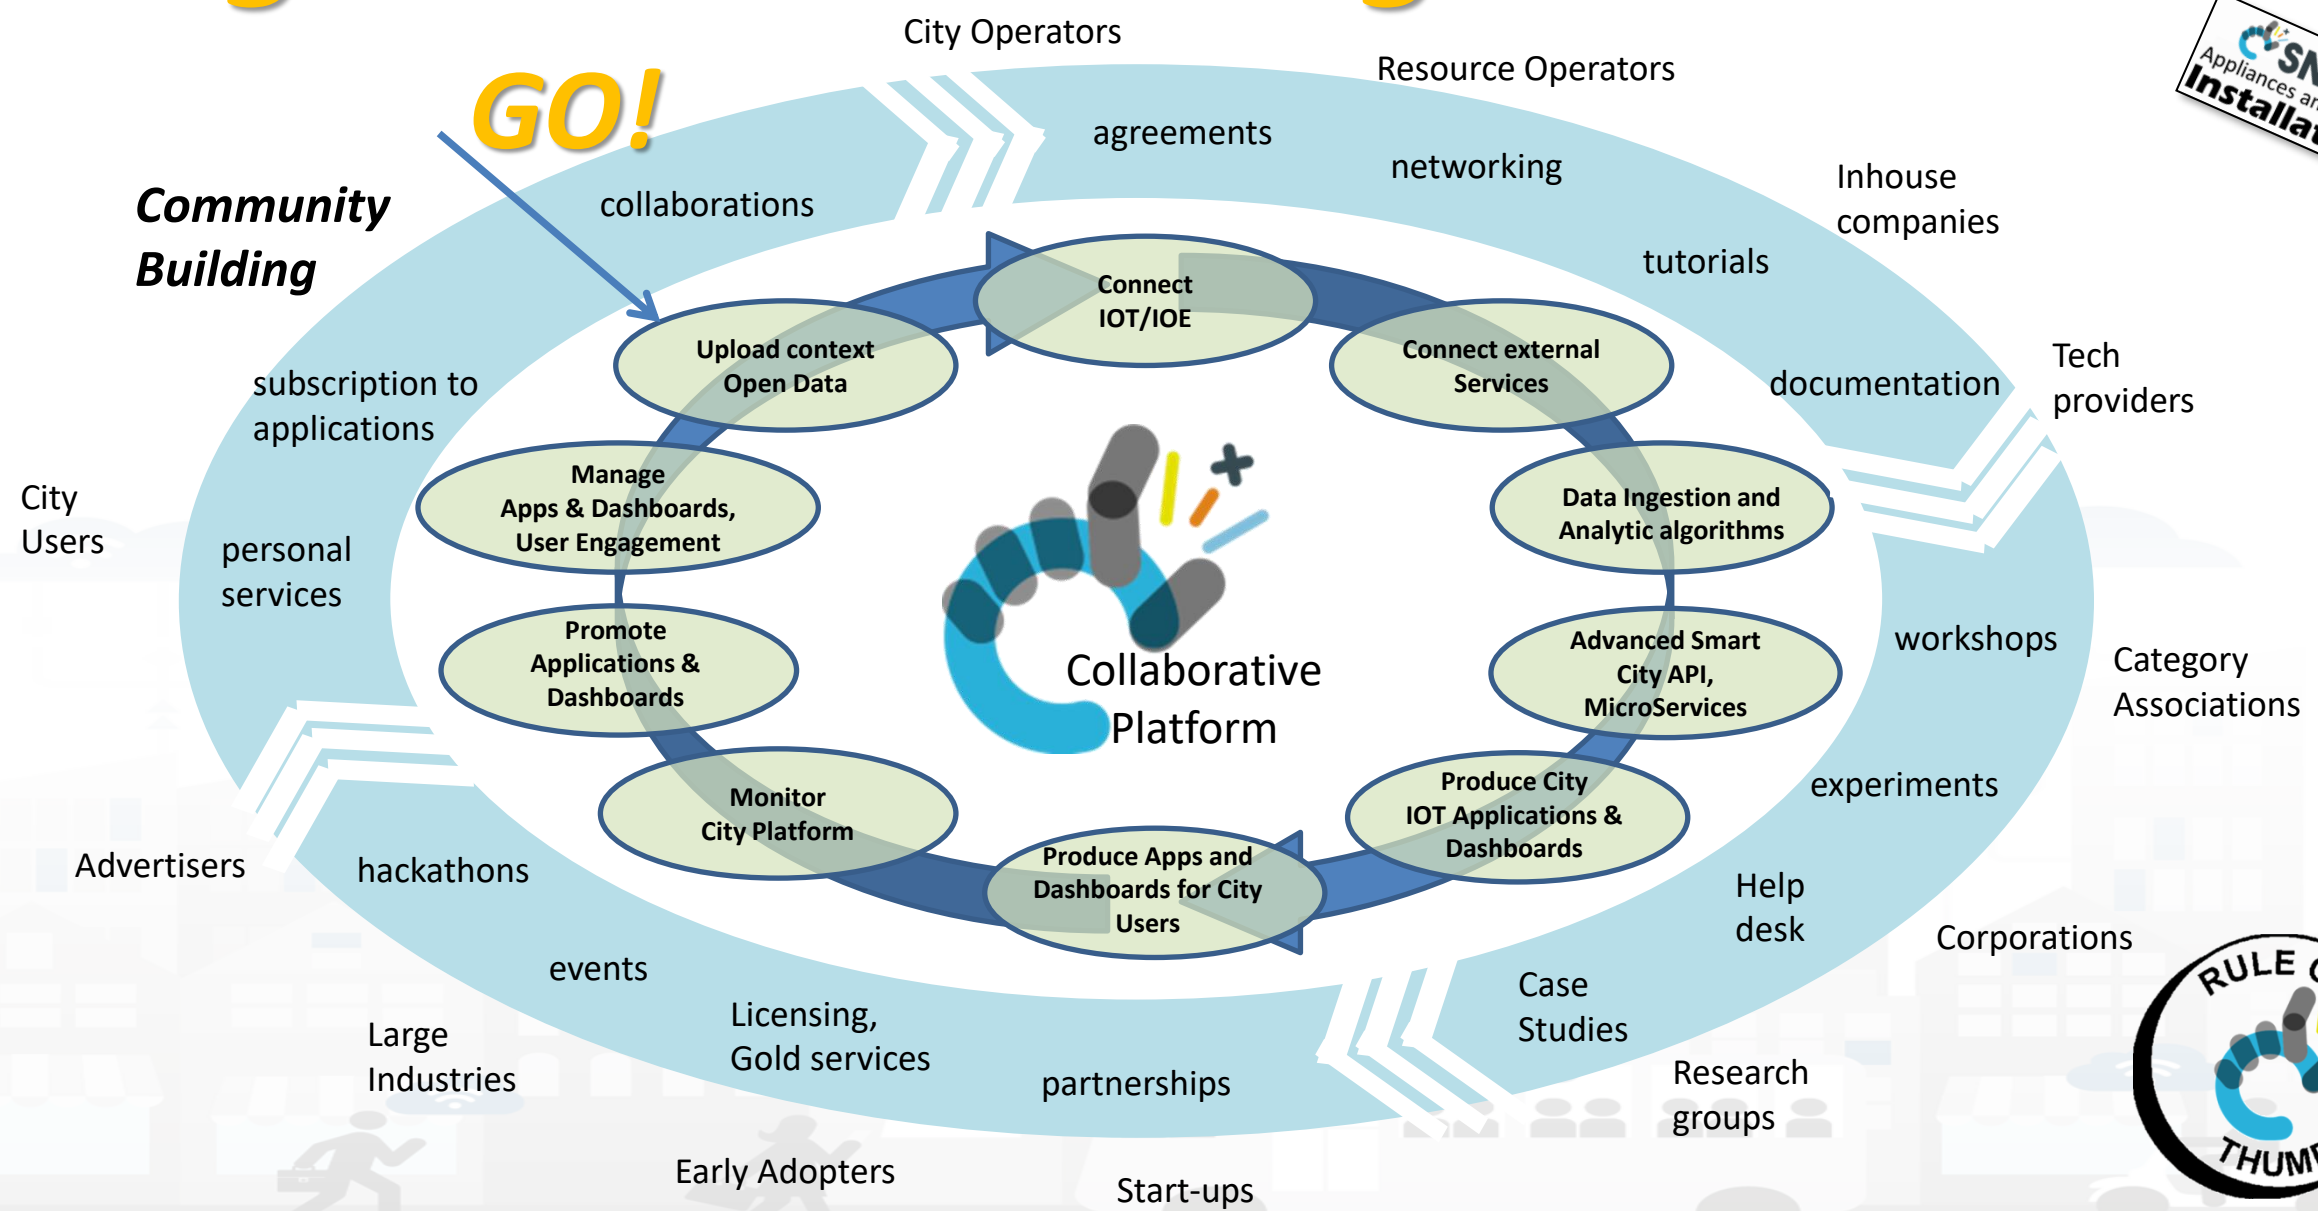 City Operators
Resource Operators
GO!
Appliances
agreements
networking
Inhouse
companies
Community
Building
collaborations
tutorials
Connect
IOT/IOE
Upload context
Open Data
Connect external
Services
Tech
providers
documentation
subscription to
applications
Manage
Apps & Dashboards,
User Engagement
Data Ingestion and
Analytic algorithms
City
Users
personal
services
Promote
Applications &
Dashboards
Collaborative
Platform
Advanced Smart
City API,
MicroServices
workshops
Category
Associations
Monitor
City Platform
Produce City
IOT Applications &
Dashboards
experiments
Advertisers
hackathons
Produce Apps and
Dashboards for City
Users
Help
desk
Corporations
events
Case
Studies
RULE
Licensing,
Gold services
Large
Industries
partnerships
Research
groups
Early Adopters
Start-ups